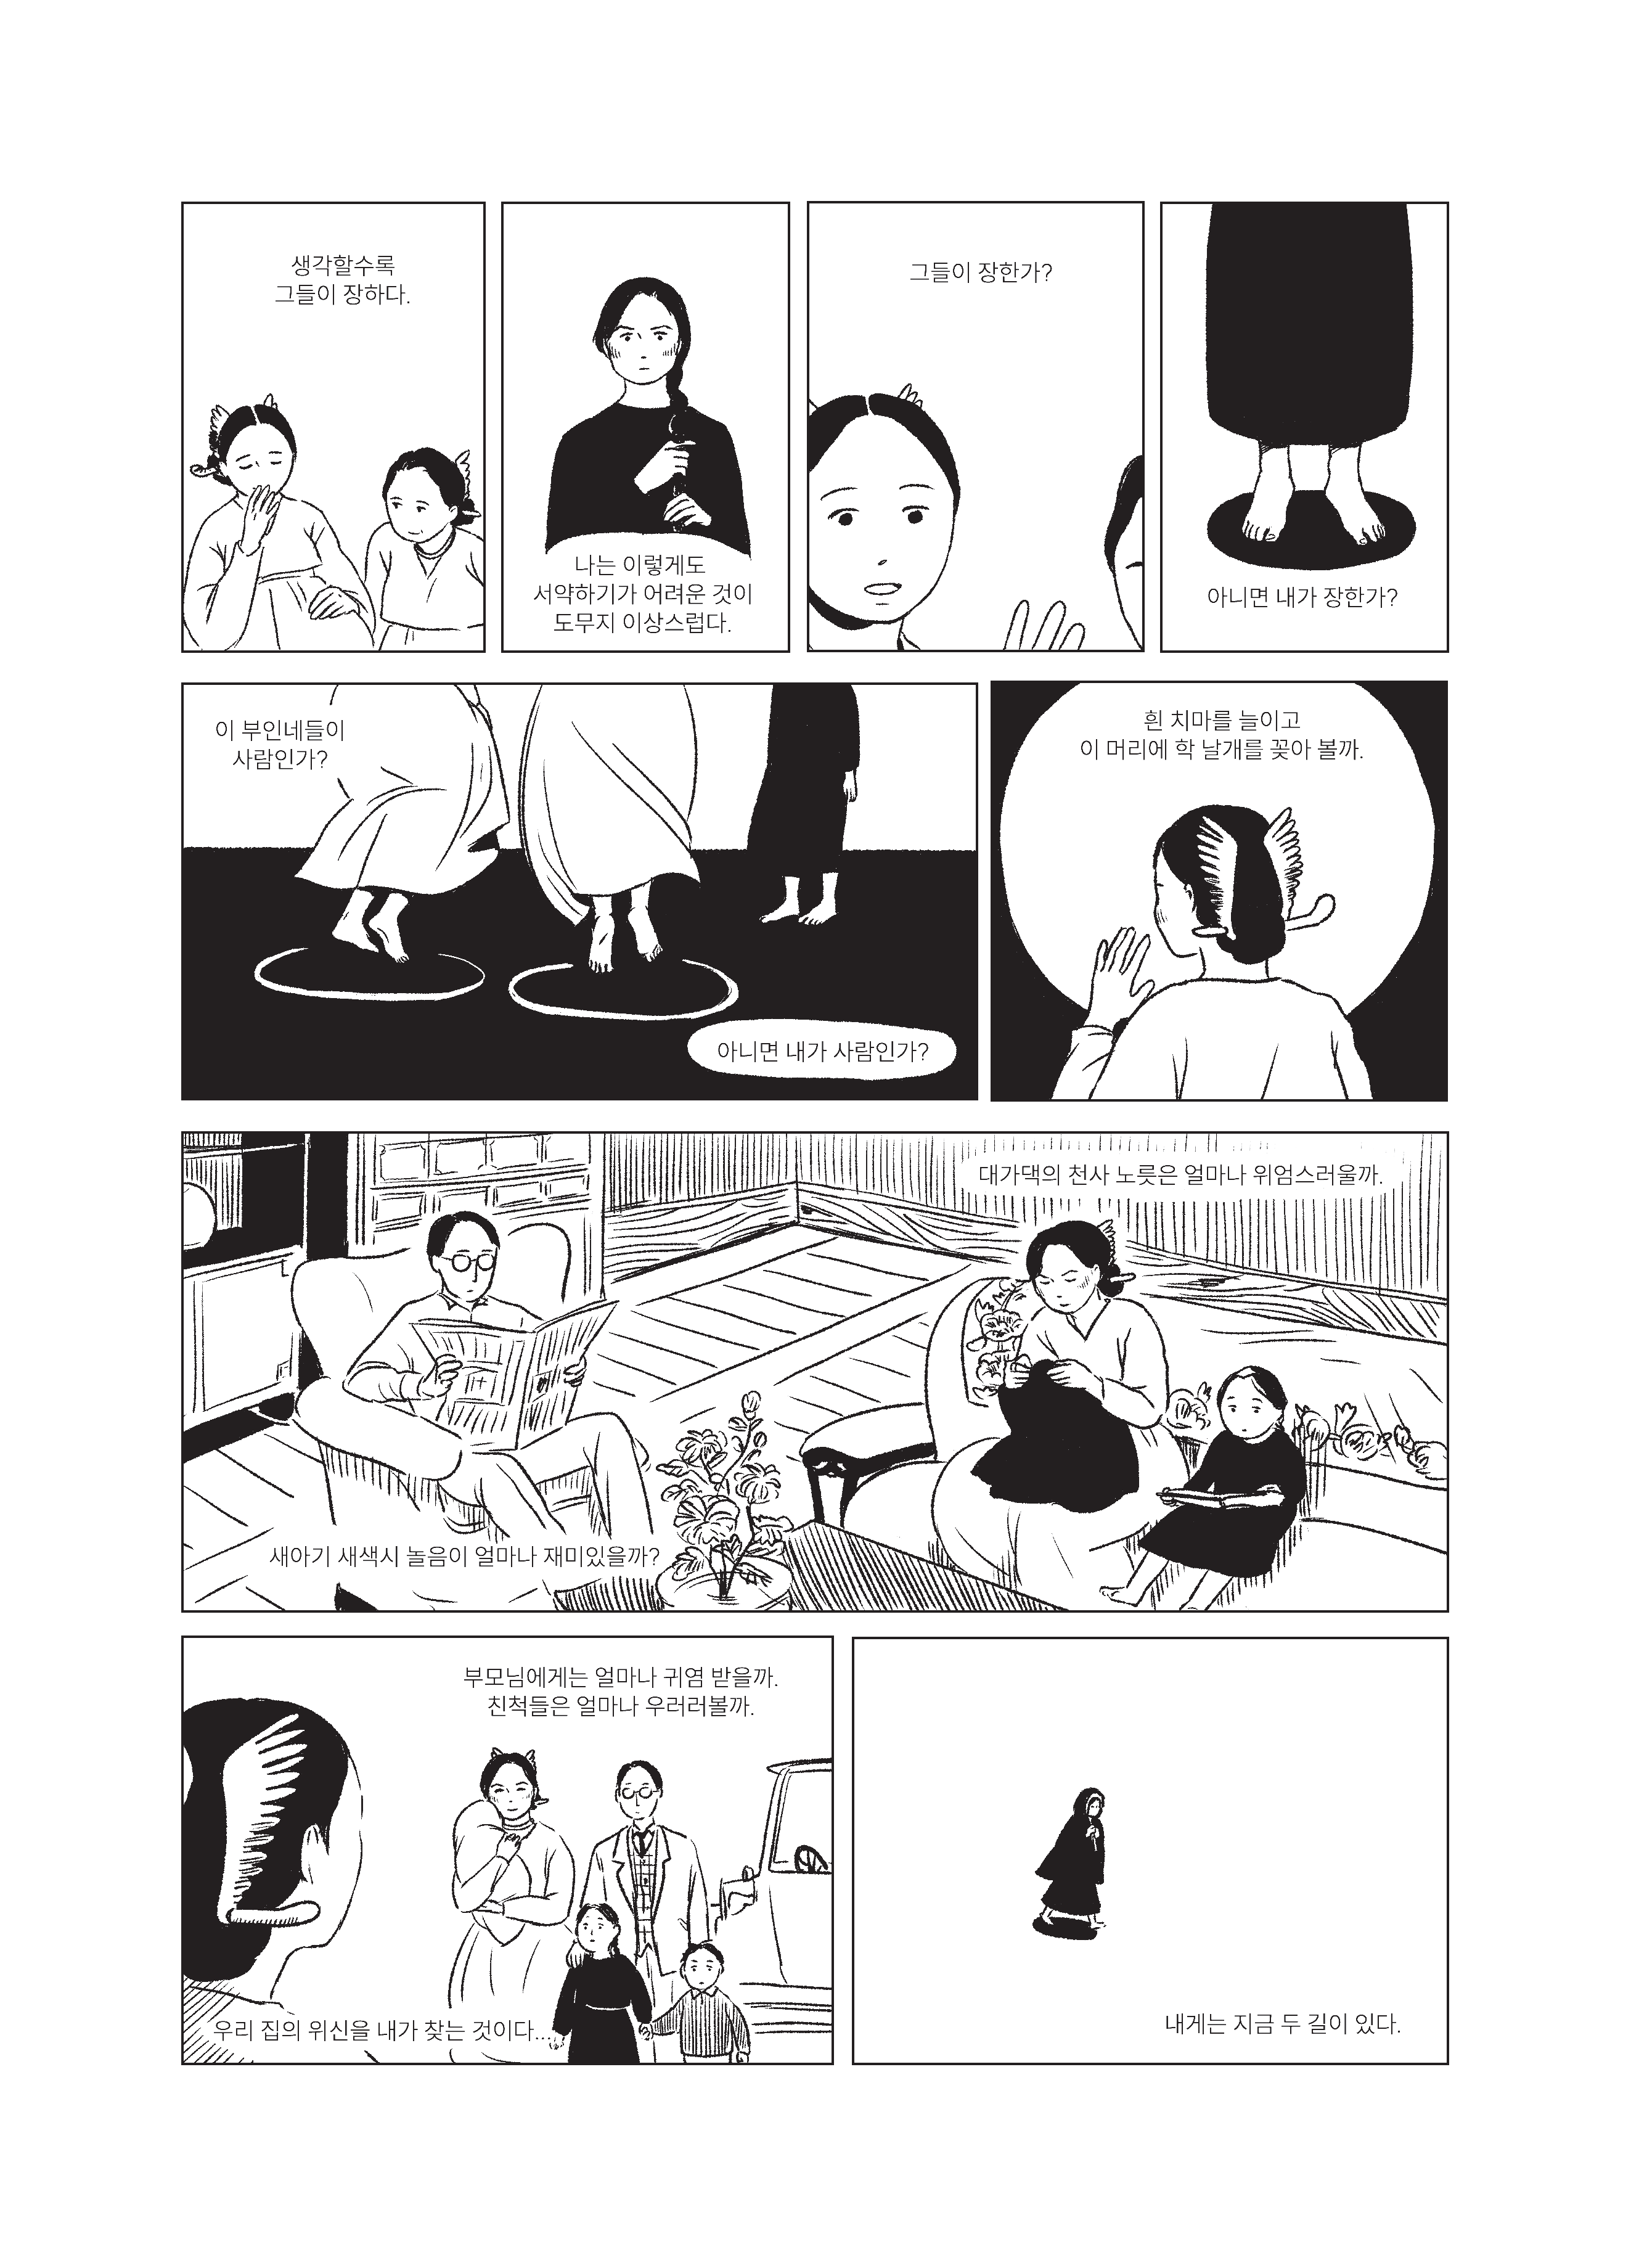 생각할수록
그들이 장하다.
나는 이렇게도
서약하기가 어려운 것이
도무지 이상스럽다.
그들이 장한가?
아니면 내가 장한가?
이 부인네들이
사람인가?
아니면 내가 사람인가?
흰 치마를 늘이고
이 머리에 학 날개를 꽂아 볼까.
대가댁의 천사 노릇은 얼마나 위엄스러울까.
새아기 새색시 놀음이 얼마나 재미있을까?
부모님에게는 얼마나 귀염 받을까.
친척들은 얼마나 우러러볼까.
우리 집의 위신을 내가 찾는 것이다...
내게는 지금 두 길이 있다.